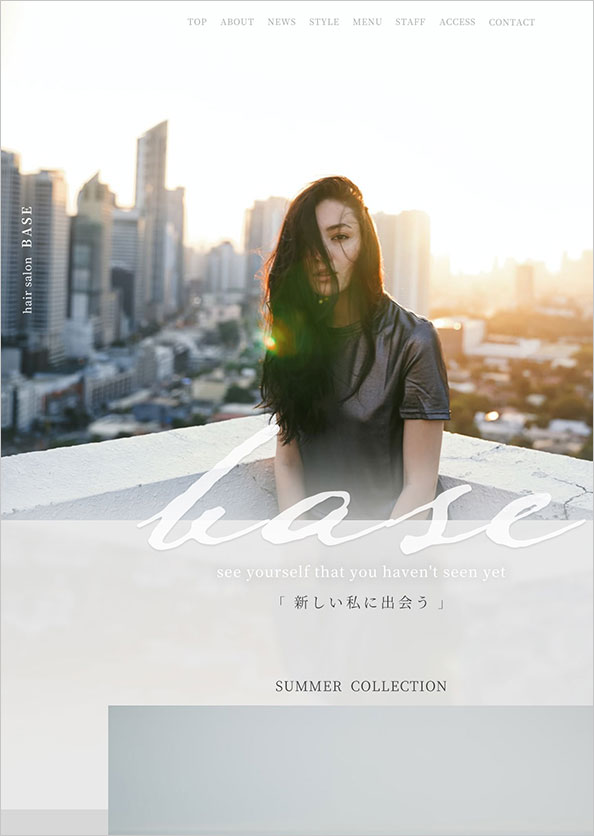 TOP ABOUT NEWS STYLE MENU STAFF ACCESS CONTACT
hair salon BASE
base
see yourself that you haven't seen yet
「 新しい私に出会う 」
SUMMER COLLECTION